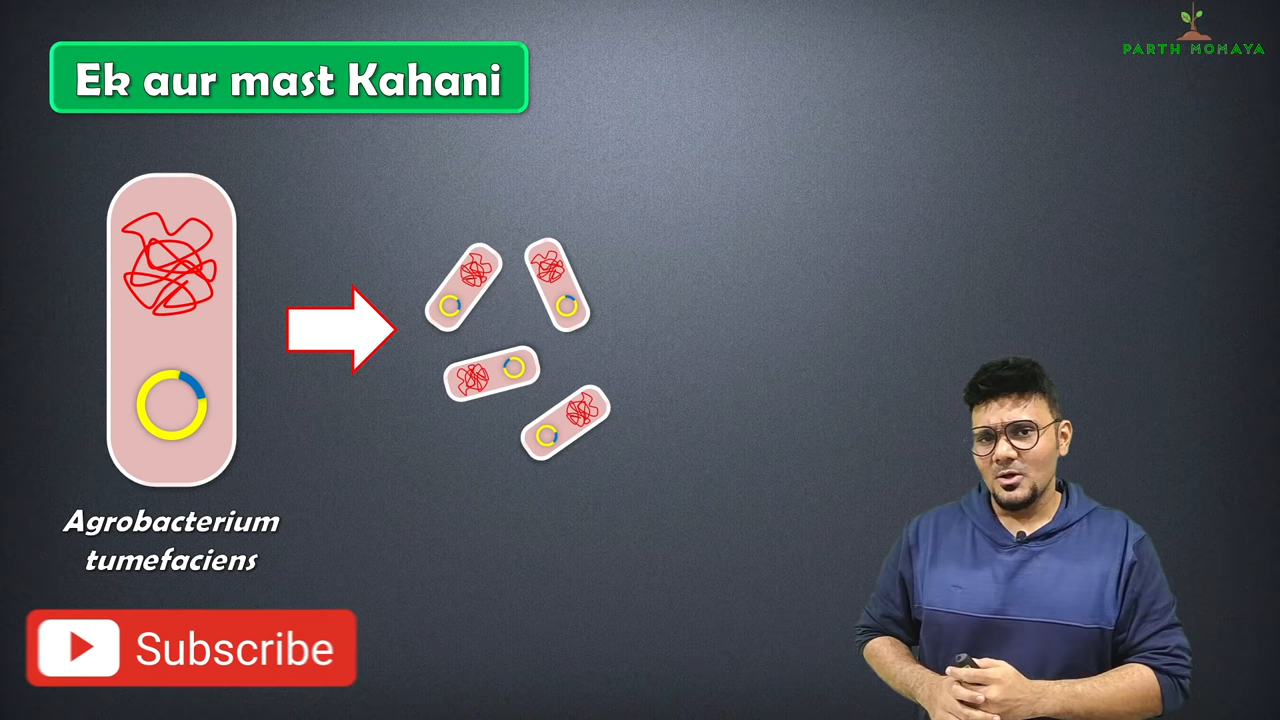 Ek aur mast Kahani
PARTH MOMAYA
Agrobacterium
tumefaciens
Subscribe